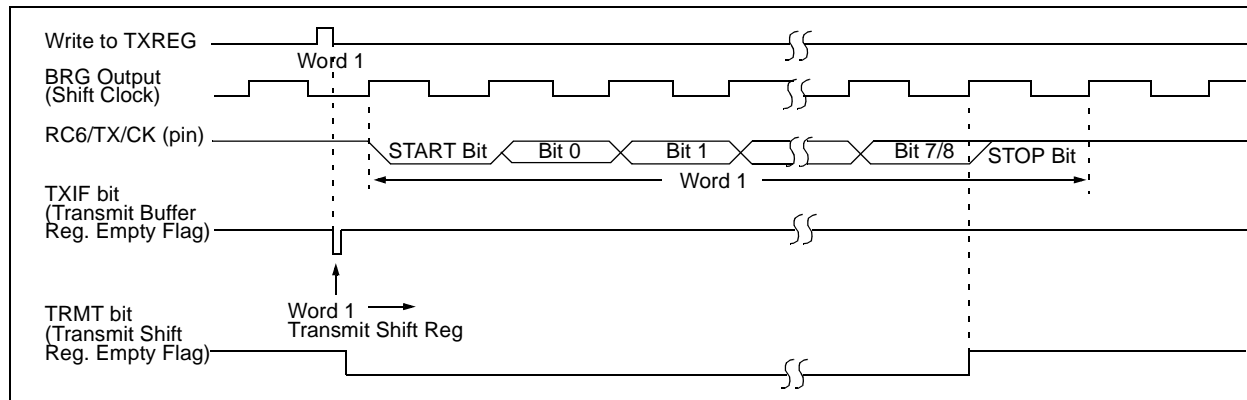 Write to TXREG
Word 1
BRG Output
(Shift Clock)
RC6/TX/CK (pin)
START Bit
Bit 0
Bit 1
Bit 7/8
STOP Bit
Word 1
TXIF bit
(Transmit Buffer
Reg. Empty Flag)
Word 1
Transmit Shift Reg
TRMT bit
(Transmit Shift
Reg. Empty Flag)